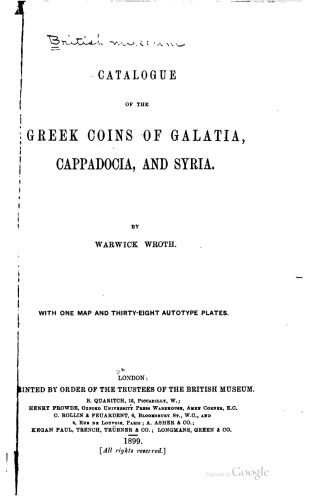 British museum
CATALOGUE
OF THE
GREEK COINS OF GALATIA,
CAPPADOCIA, AND SYRIA.
BY
WARWICK WROTH.
WITH ONE MAP AND THIRTY-EIGHT AUTOTYPE PLATES.
LONDON:
RINTED BY ORDER OF THE TRUSTEES OF THE BRITISH MUSEUM.
B. QUARITCH, 15, PICCADILLY, W.;
HENRY FROWDE, OXFORD UNIVERSITY PRESS WAREHOUSE, AMEN CORNER, E.C.
C. ROLLIN & FEUARDENT, 6, BLOOMSBURY ST., W.C., AND
4, RUE DE LOUVOIS, PARIS; A. ASHER & CO.;
KEGAN PAUL, TRENCH, TRÜBNER & CO.; LONGMANS, GREEN & CO.
1899.
[All rights reserved.]
Digitized by Google